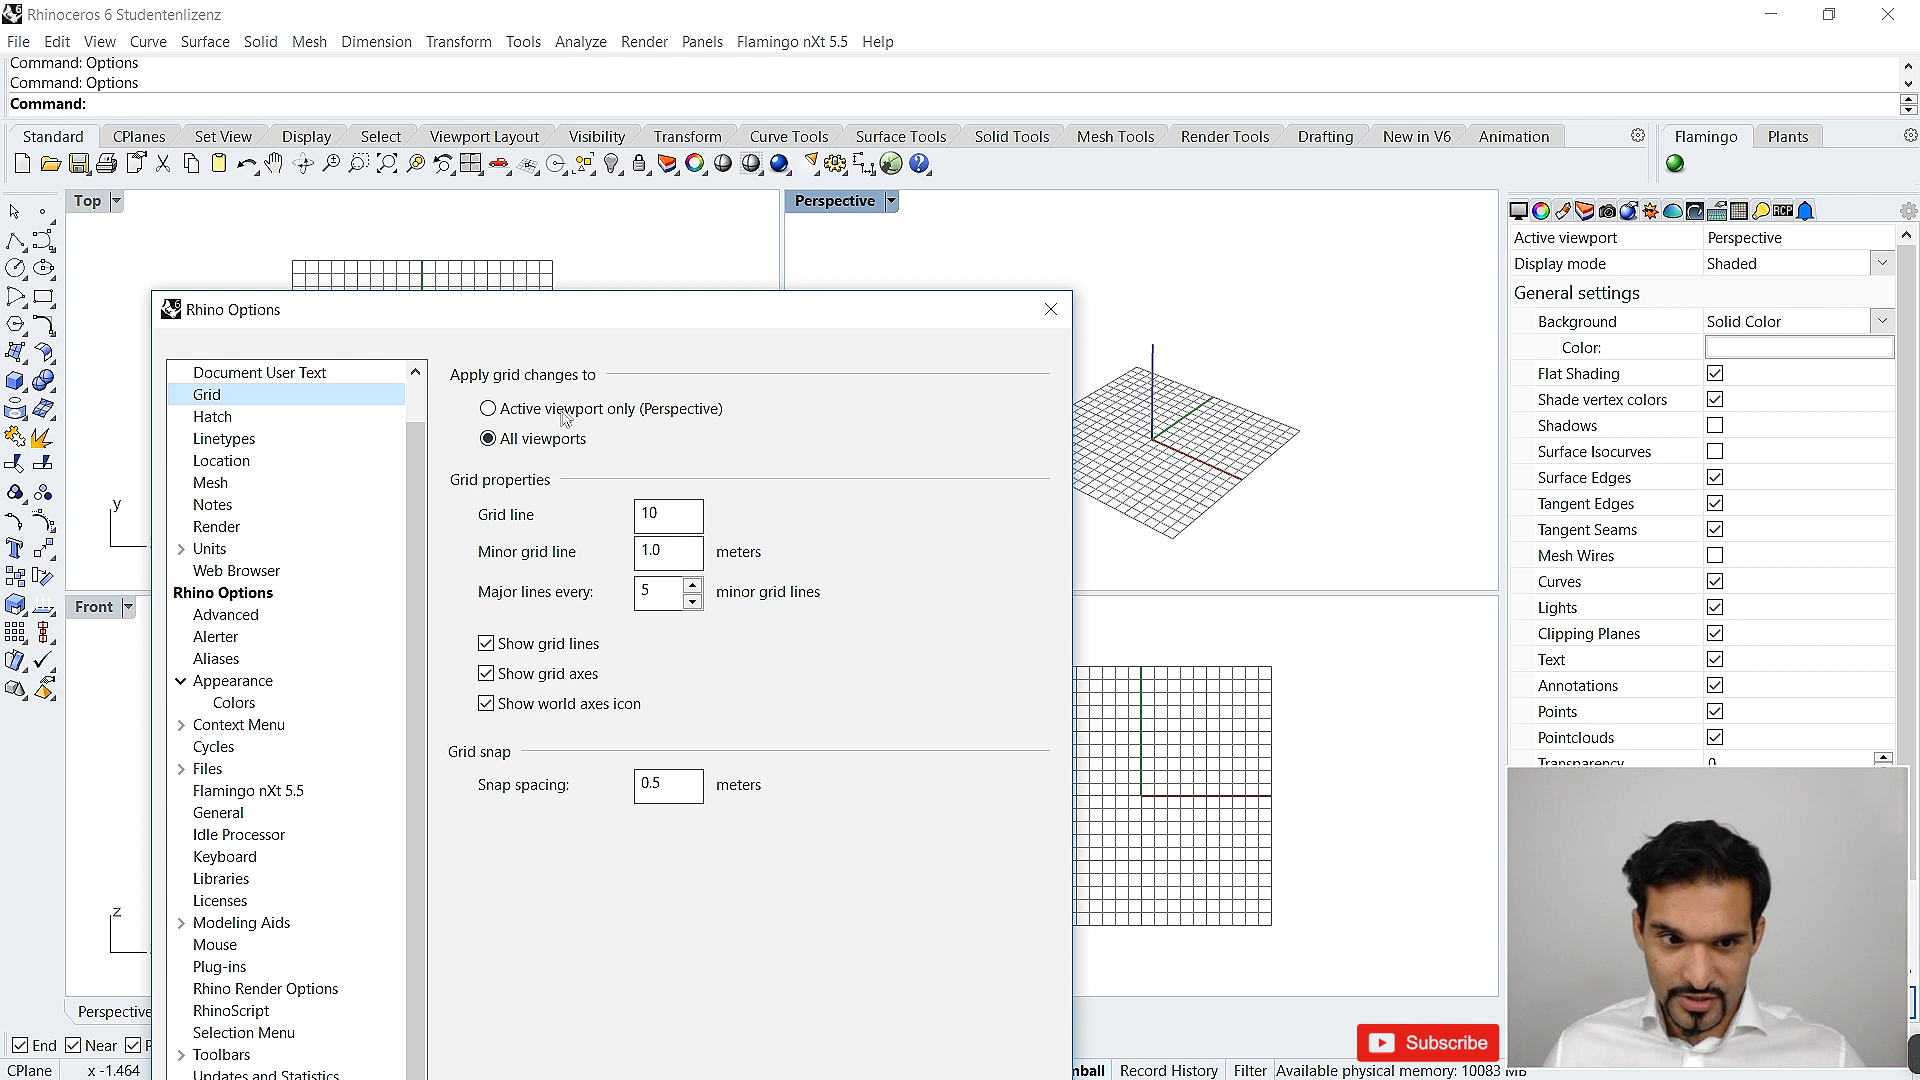 Rhinoceros 6 Studentenlizenz
File Edit View Curve Surface Solid Mesh Dimension Transform Tools Analyze Render Panels Flamingo nXt 5.5 Help
Command: Options
Command: Options
Command:
Standard CPlanes Set View Display Select Viewport Layout Visibility Transform Curve Tools Surface Tools Solid Tools Mesh Tools Render Tools Drafting New in V6 Animation Flamingo Plants
Top Perspective
Active viewport Perspective
Display mode Shaded
General settings
Background Solid Color
Color:
Flat Shading
Shade vertex colors
Shadows
Surface Isocurves
Surface Edges
Tangent Edges
Tangent Seams
Mesh Wires
Curves
Lights
Clipping Planes
Text
Annotations
Points
Pointclouds
Transparency 0
Rhino Options
Document User Text
Grid
Hatch
Linetypes
Location
Mesh
Notes
Render
Units
Web Browser
Rhino Options
Advanced
Alerter
Aliases
Appearance
Colors
Context Menu
Cycles
Files
Flamingo nXt 5.5
General
Idle Processor
Keyboard
Libraries
Licenses
Modeling Aids
Mouse
Plug-ins
Rhino Render Options
RhinoScript
Selection Menu
Toolbars
Updates and Statistics
Apply grid changes to
Active viewport only (Perspective)
All viewports
Grid properties
Grid line 10
Minor grid line 1.0 meters
Major lines every: 5 minor grid lines
Show grid lines
Show grid axes
Show world axes icon
Grid snap
Snap spacing: 0.5 meters
y
Front
z
Perspective
End Near P
Subscribe
CPlane x -1.464 nball Record History Filter Available physical memory: 10083 MB
RCP